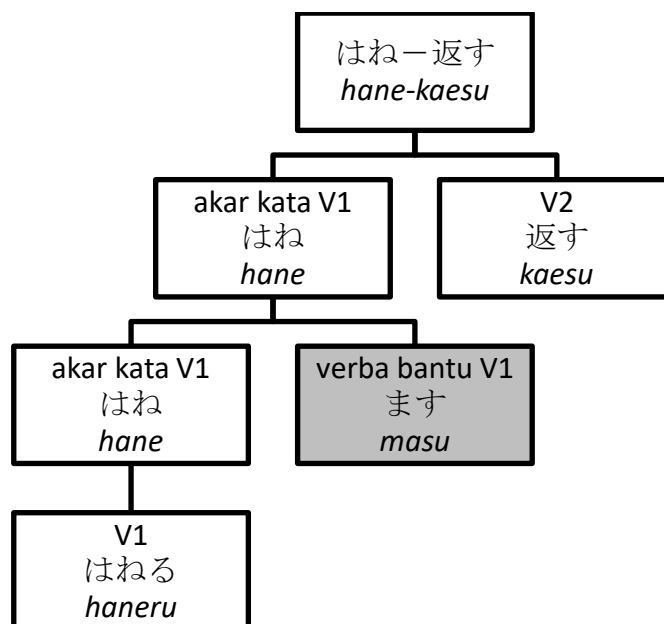 はね－返す
hane-kaesu
akar kata V1
はね
hane
V2
返す
kaesu
akar kata V1
はね
hane
verba bantu V1
ます
masu
V1
はねる
haneru